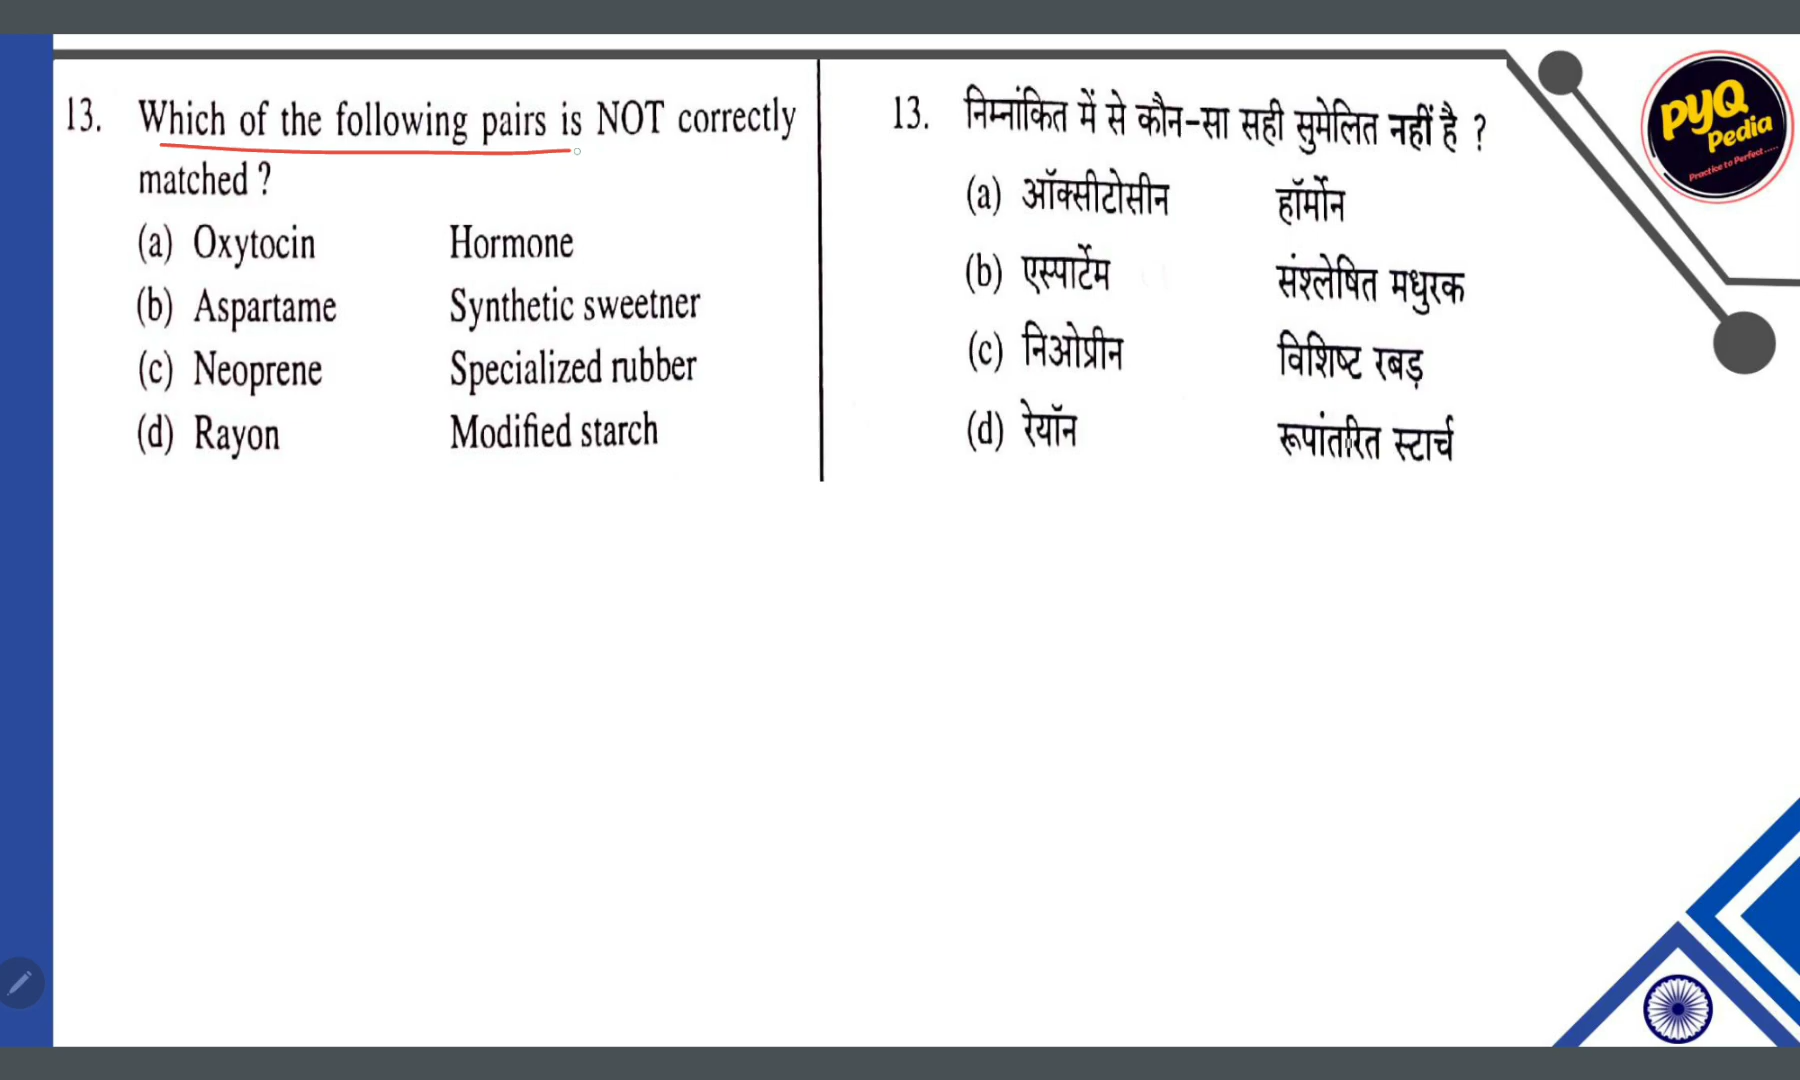 13. Which of the following pairs is NOT correctly
matched ?
(a) Oxytocin Hormone
(b) Aspartame Synthetic sweetner
(c) Neoprene Specialized rubber
(d) Rayon Modified starch
13. निम्नांकित में से कौन-सा सही सुमेलित नहीं है ?
(a) ऑक्सीटोसीन हॉर्मोन
(b) एस्पार्टेम संश्लेषित मधुरक
(c) निओप्रीन विशिष्ट रबड़
(d) रेयॉन रूपांतरित स्टार्च
PYQ
Pedia
Practice to Perfect.....